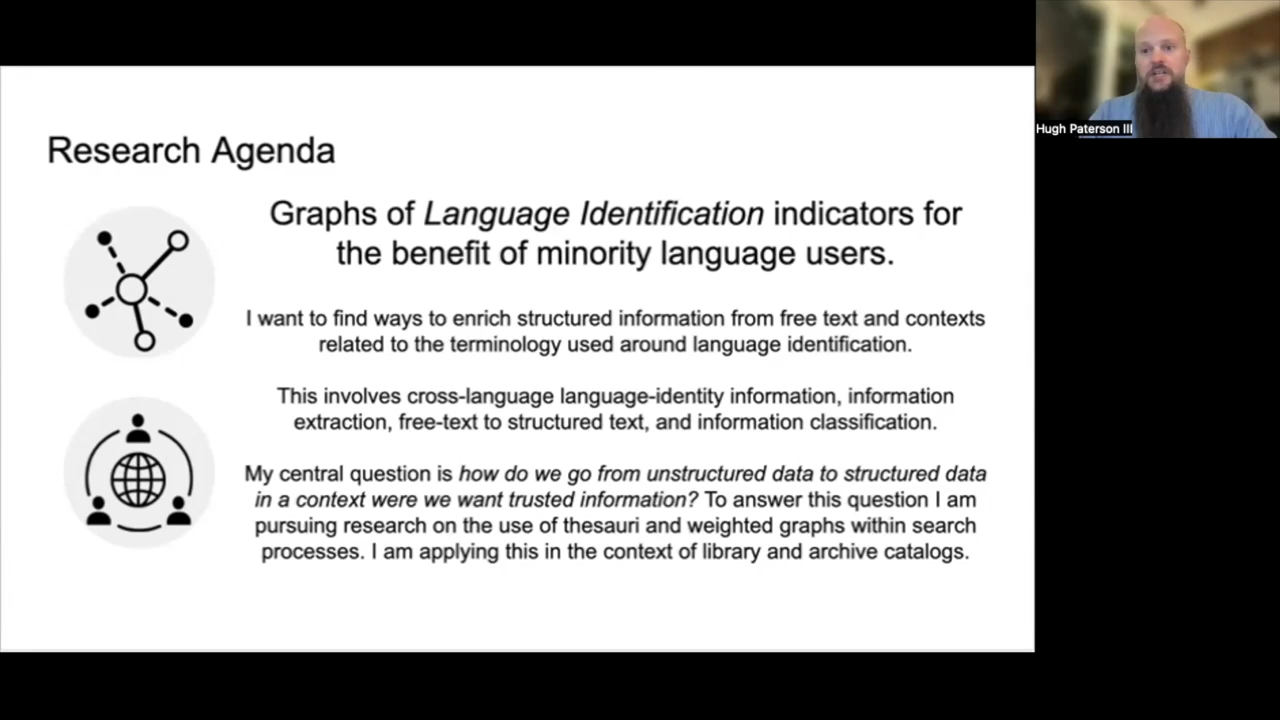 Research Agenda
Graphs of Language Identification indicators for
the benefit of minority language users.
I want to find ways to enrich structured information from free text and contexts
related to the terminology used around language identification.
This involves cross-language language-identity information, information
extraction, free-text to structured text, and information classification.
My central question is how do we go from unstructured data to structured data
in a context were we want trusted information? To answer this question I am
pursuing research on the use of thesauri and weighted graphs within search
processes. I am applying this in the context of library and archive catalogs.
Hugh Paterson III